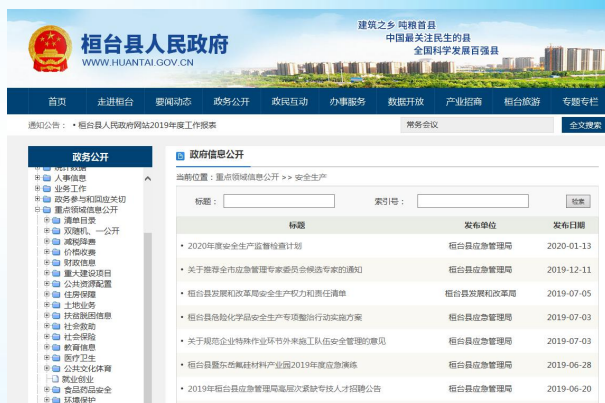 建筑之乡 吨粮首县
中国最关注民生的县
全国科学发展百强县
桓台县人民政府
WWW.HUANTAI.GOV.CN
首页 走进桓台 要闻动态 政务公开 政民互动 办事服务 数据开放 产业招商 桓台旅游 专题专栏
通知公告： • 桓台县人民政府网站2019年度工作报表 常务会议 全文搜索
政务公开
统计数据
人事信息
业务工作
政务参与和回应关切
重点领域信息公开
清单目录
双随机、一公开
减税降费
价格收费
财政信息
重大建设项目
公共资源配置
住房保障
土地业务
扶贫脱困信息
社会救助
社会保险
教育信息
医疗卫生
公共文化体育
就业创业
食品药品安全
环境保护
政府信息公开
当前位置：重点领域信息公开 >> 安全生产
标题： 索引号： 检索
标题 发布单位 发布日期
• 2020年度安全生产监督检查计划 桓台县应急管理局 2020-01-13
• 关于推荐全市应急管理专家委员会候选专家的通知 桓台县应急管理局 2019-12-11
• 桓台县发展和改革局安全生产权力和责任清单 桓台县发展和改革局 2019-07-05
• 桓台县危险化学品安全生产专项整治行动实施方案 桓台县应急管理局 2019-07-03
• 关于规范企业特殊作业环节外来施工队伍安全管理的意见 桓台县应急管理局 2019-07-03
• 桓台县暨东岳氟硅材料产业园2019年度应急演练 桓台县应急管理局 2019-06-28
• 2019年桓台县应急管理局高层次紧缺专技人才招聘公告 桓台县应急管理局 2019-06-20